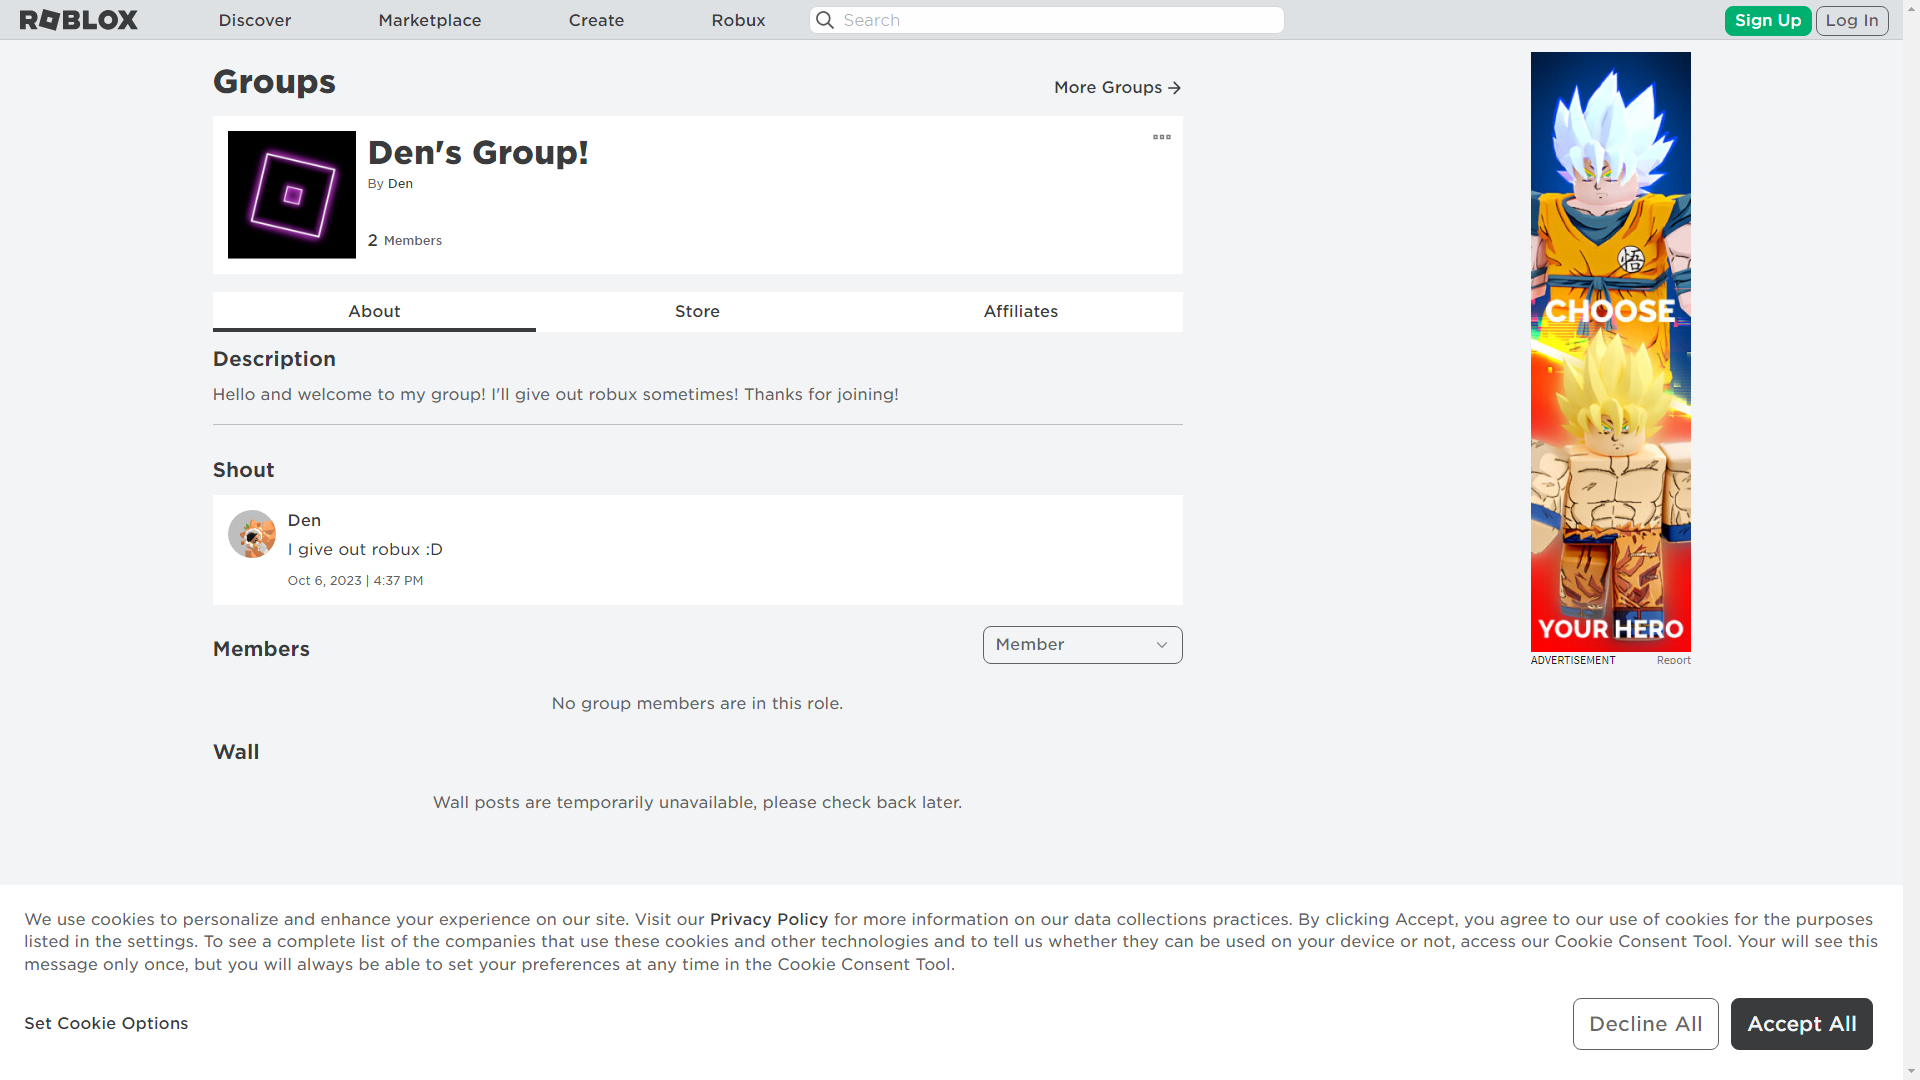 ROBLOX
Discover
Marketplace
Create
Robux
Search
Sign Up
Log In
Groups
More Groups
Den's Group!
By Den
2 Members
About
Store
Affiliates
Description
Hello and welcome to my group! I'll give out robux sometimes! Thanks for joining!
Shout
Den
I give out robux :D
Oct 6, 2023 | 4:37 PM
Members
Member
No group members are in this role.
Wall
Wall posts are temporarily unavailable, please check back later.
悟
CHOOSE
YOUR HERO
ADVERTISEMENT
Report
We use cookies to personalize and enhance your experience on our site. Visit our Privacy Policy for more information on our data collections practices. By clicking Accept, you agree to our use of cookies for the purposes
listed in the settings. To see a complete list of the companies that use these cookies and other technologies and to tell us whether they can be used on your device or not, access our Cookie Consent Tool. Your will see this
message only once, but you will always be able to set your preferences at any time in the Cookie Consent Tool.
Set Cookie Options
Decline All
Accept All